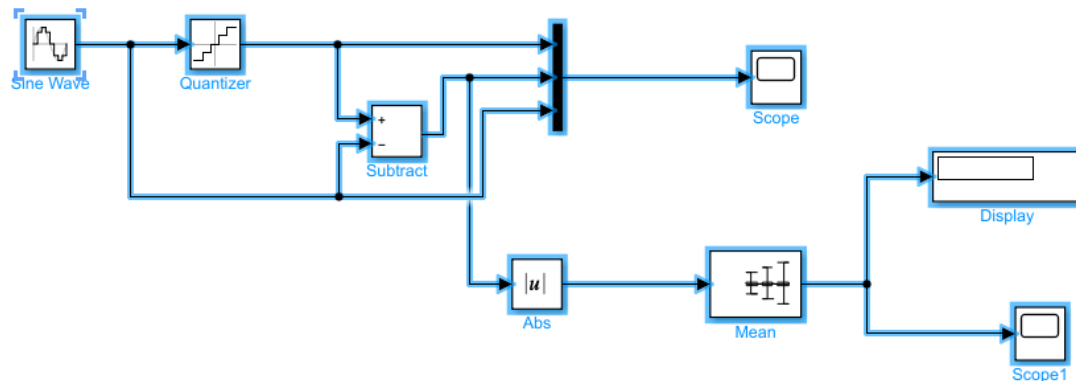 Sine Wave
Quantizer
+
−
Subtract
Scope
Display
|u|
Abs
Mean
Scope1